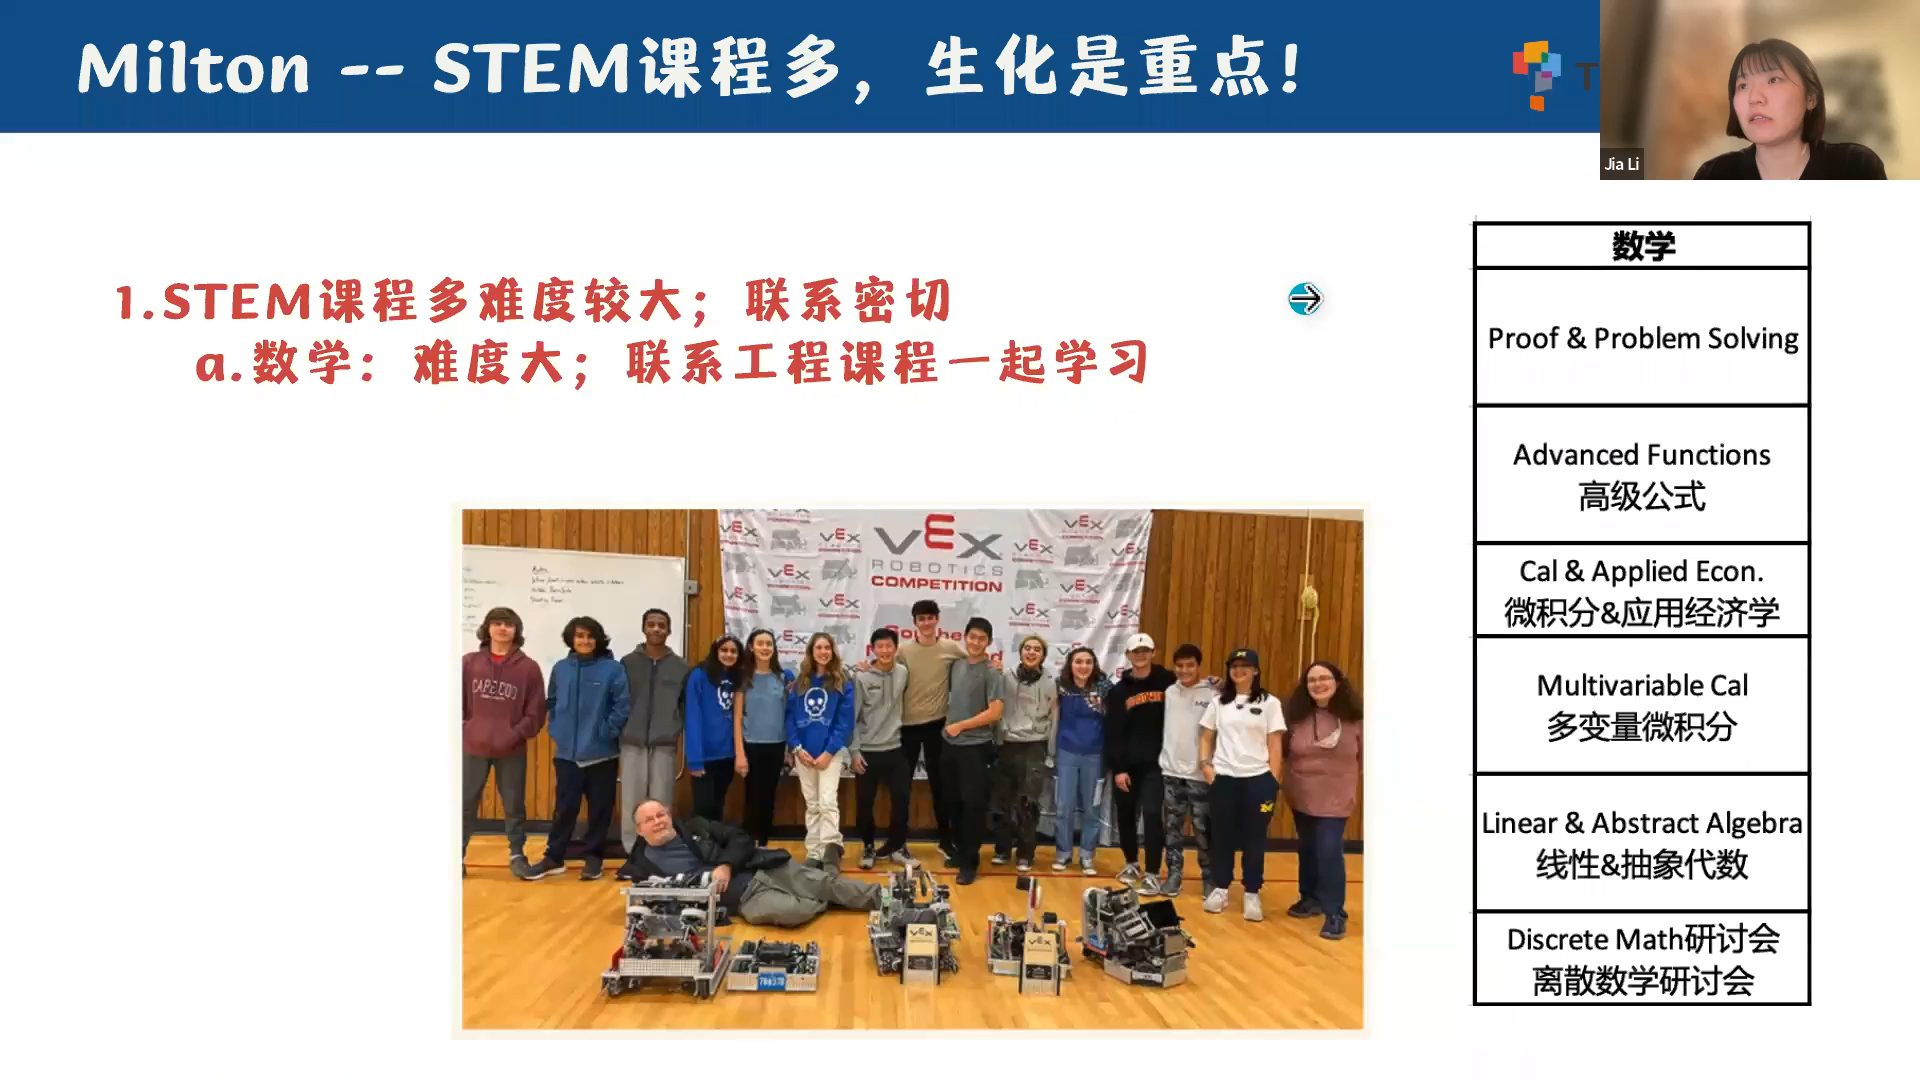 Milton -- STEM课程多，生化是重点！
T
Jia Li
1.STEM课程多难度较大；联系密切
a.数学：难度大；联系工程课程一起学习
数学
Proof & Problem Solving
Advanced Functions
高级公式
Cal & Applied Econ.
微积分&应用经济学
Multivariable Cal
多变量微积分
Linear & Abstract Algebra
线性&抽象代数
Discrete Math研讨会
离散数学研讨会
VEX
ROBOTICS
COMPETITION
CAPE COD